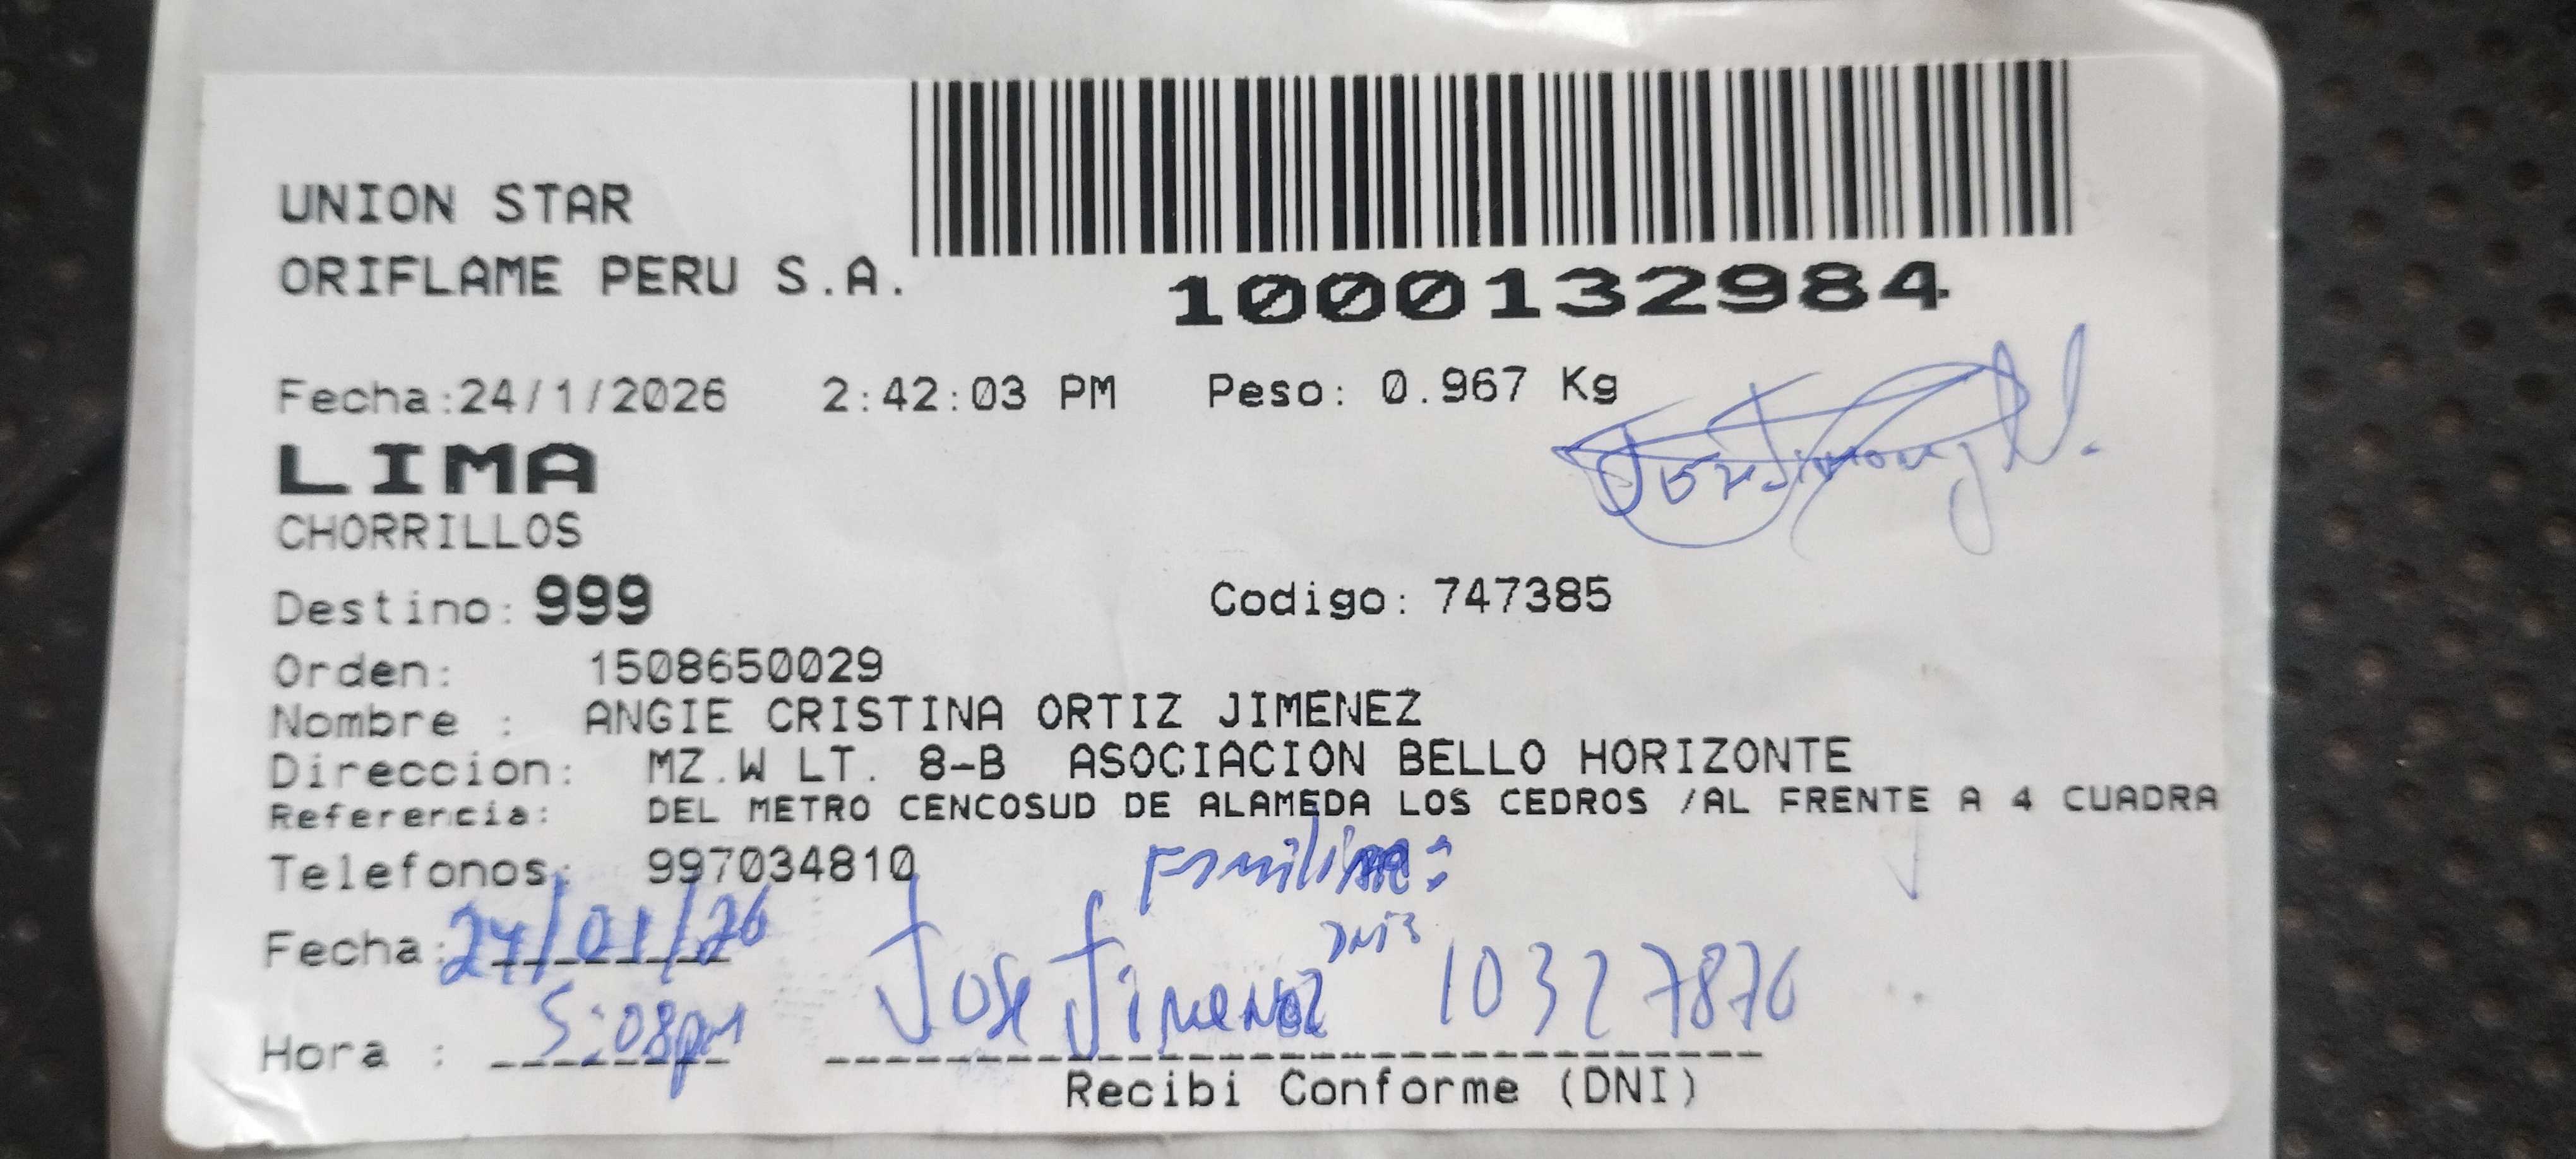 UNION STAR
ORIFLAME PERU S.A.
1000132984
Fecha:24/1/2026 2:42:03 PM Peso: 0.967 Kg
LIMA
CHORRILLOS
Destino: 999 Codigo: 747385
Orden: 1508650029
Nombre : ANGIE CRISTINA ORTIZ JIMENEZ
Direccion: MZ.W LT. 8-B ASOCIACION BELLO HORIZONTE
Referencia: DEL METRO CENCOSUD DE ALAMEDA LOS CEDROS /AL FRENTE A 4 CUADRA
Telefonos: 997034810
Fecha: 27/01/26 Jose Jimenez DNI: 10327876
Hora : 5:08pm
Recibi Conforme (DNI)